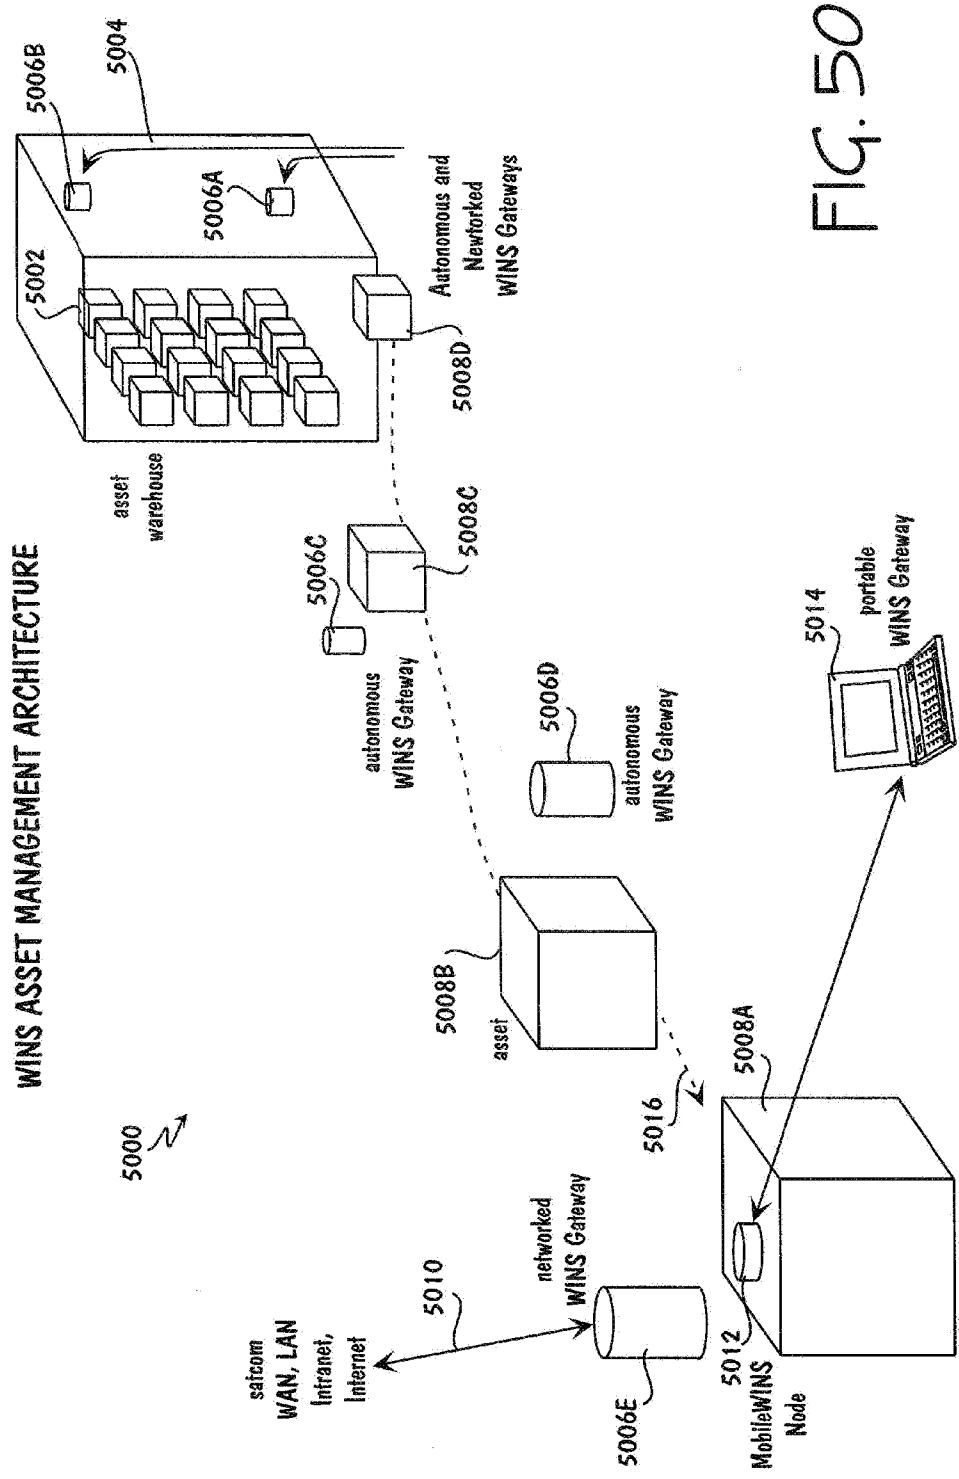 WINS ASSET MANAGEMENT ARCHITECTURE
5000
satcom
WAN, LAN
Intranet,
Internet
5010
networked
WINS Gateway
5006E
5012
MobileWINS
Node
5008A
5016
5008B
asset
5006D
autonomous
WINS Gateway
5006C
autonomous
WINS Gateway
5008C
asset
warehouse
5002
5006B
5004
5006A
5008D
Autonomous and
Newtorked
WINS Gateways
5014
portable
WINS Gateway
FIG. 50